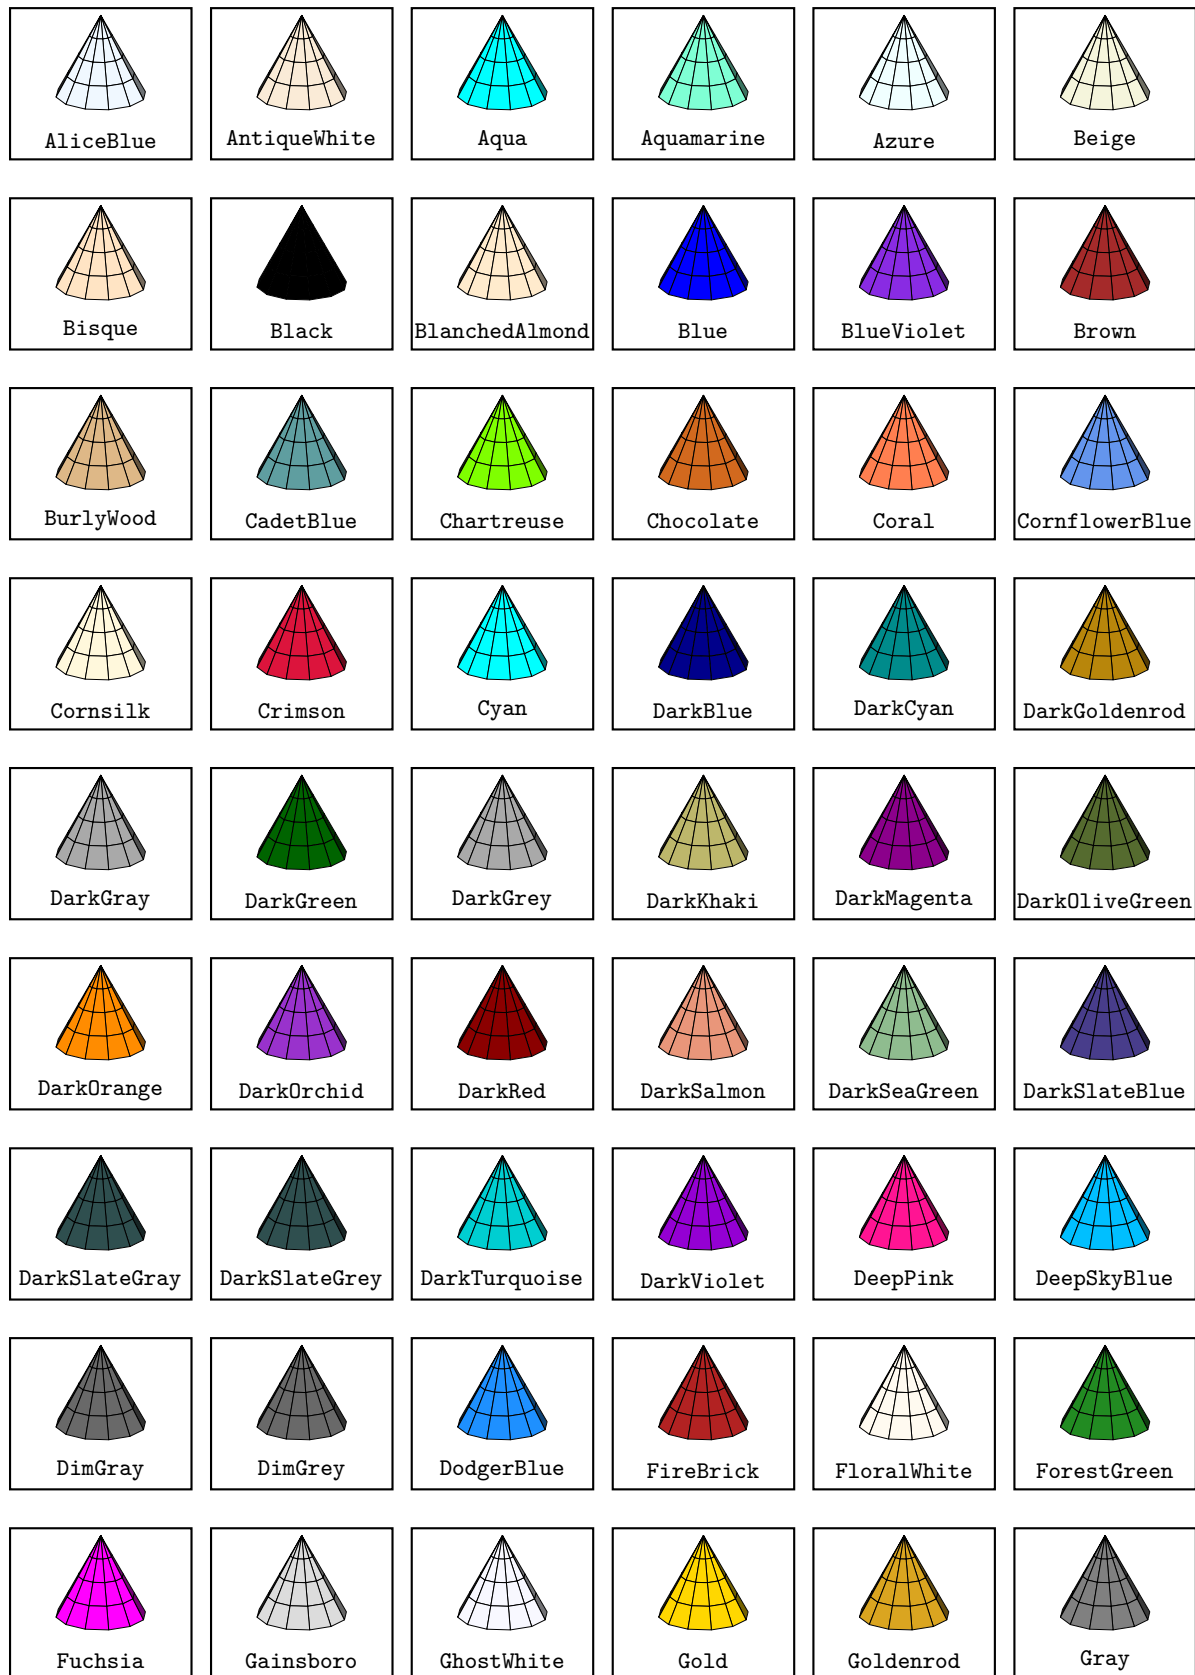 AliceBlue AntiqueWhite Aqua Aquamarine Azure Beige
Bisque Black BlanchedAlmond Blue BlueViolet Brown
BurlyWood CadetBlue Chartreuse Chocolate Coral CornflowerBlue
Cornsilk Crimson Cyan DarkBlue DarkCyan DarkGoldenrod
DarkGray DarkGreen DarkGrey DarkKhaki DarkMagenta DarkOliveGreen
DarkOrange DarkOrchid DarkRed DarkSalmon DarkSeaGreen DarkSlateBlue
DarkSlateGray DarkSlateGrey DarkTurquoise DarkViolet DeepPink DeepSkyBlue
DimGray DimGrey DodgerBlue FireBrick FloralWhite ForestGreen
Fuchsia Gainsboro GhostWhite Gold Goldenrod Gray